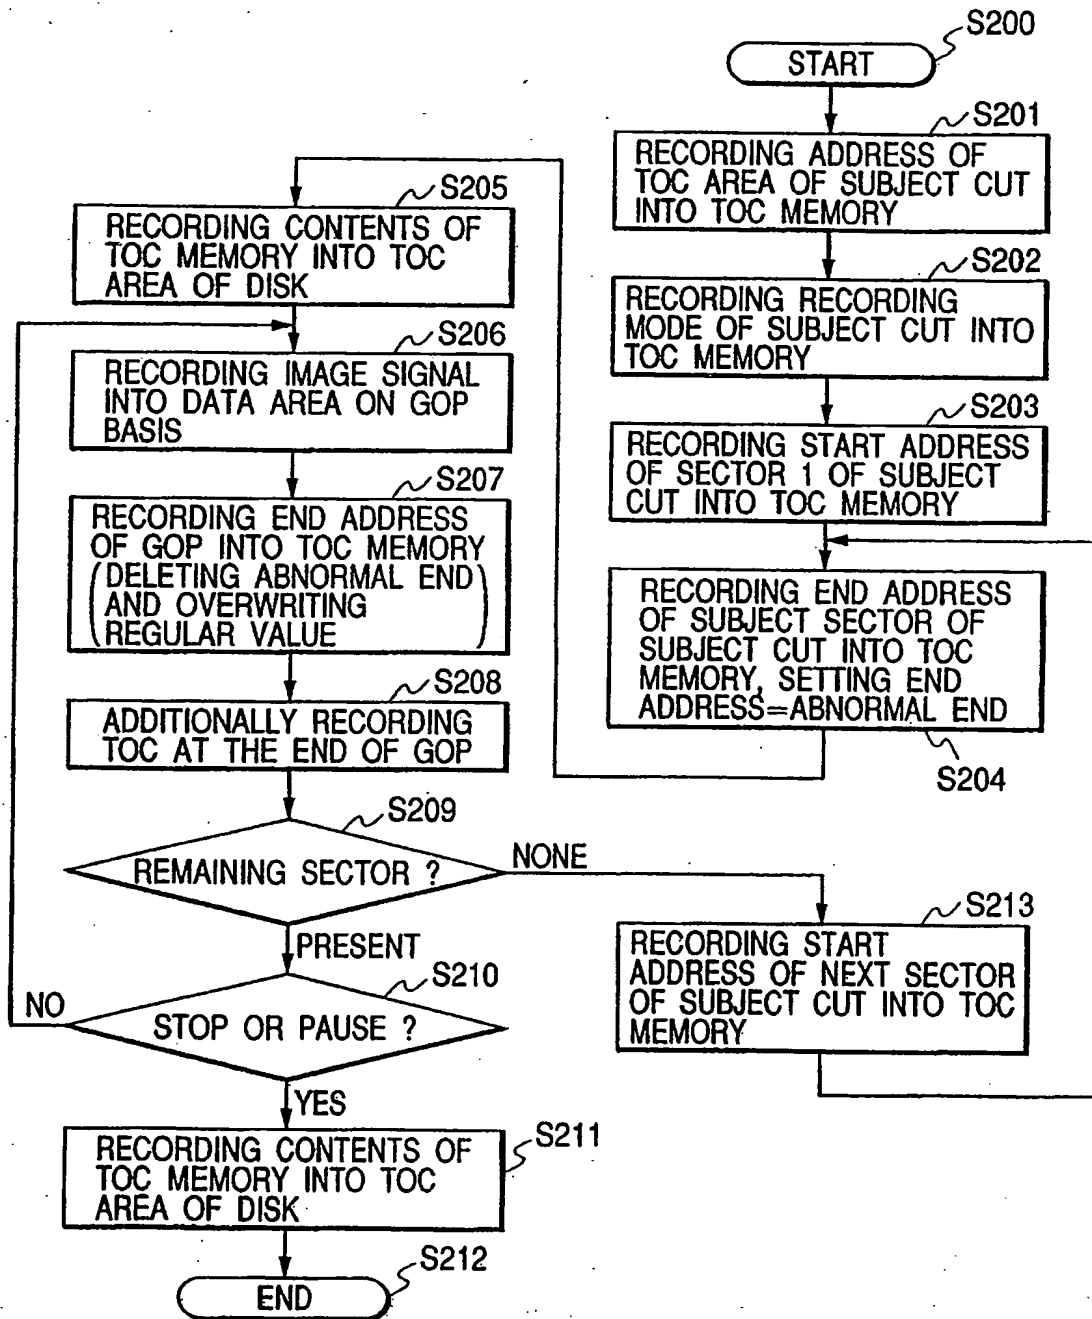 S200
START
S201
RECORDING ADDRESS OF
TOC AREA OF SUBJECT CUT
INTO TOC MEMORY
S202
RECORDING RECORDING
MODE OF SUBJECT CUT INTO
TOC MEMORY
S203
RECORDING START ADDRESS
OF SECTOR 1 OF SUBJECT
CUT INTO TOC MEMORY
RECORDING END ADDRESS
OF SUBJECT SECTOR OF
SUBJECT CUT INTO TOC
MEMORY, SETTING END
ADDRESS=ABNORMAL END
S204
S205
RECORDING CONTENTS OF
TOC MEMORY INTO TOC
AREA OF DISK
S206
RECORDING IMAGE SIGNAL
INTO DATA AREA ON GOP
BASIS
S207
RECORDING END ADDRESS
OF GOP INTO TOC MEMORY
(DELETING ABNORMAL END
AND OVERWRITING
REGULAR VALUE)
S208
ADDITIONALLY RECORDING
TOC AT THE END OF GOP
S209
REMAINING SECTOR ?
NONE
PRESENT
S210
STOP OR PAUSE ?
NO
YES
S211
RECORDING CONTENTS OF
TOC MEMORY INTO TOC
AREA OF DISK
S212
END
S213
RECORDING START
ADDRESS OF NEXT SECTOR
OF SUBJECT CUT INTO TOC
MEMORY